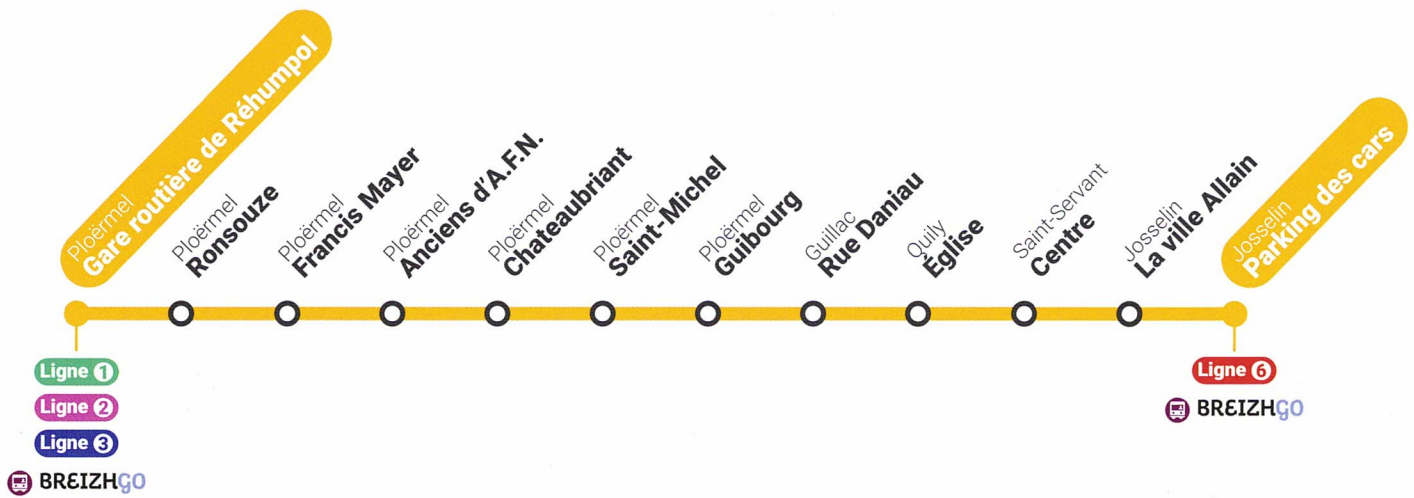 Ploërmel
Gare routière de Réhumpol
Ploërmel
Ronsouze
Ploërmel
Francis Mayer
Ploërmel
Anciens d'A.F.N.
Ploërmel
Chateaubriant
Ploërmel
Saint-Michel
Ploërmel
Guibourg
Guillac
Rue Daniau
Quilly
Église
Saint-Servant
Centre
Josselin
La ville Allain
Josselin
Parking des cars
Ligne 1
Ligne 2
Ligne 3
BREIZHGO
Ligne 6
BREIZHGO